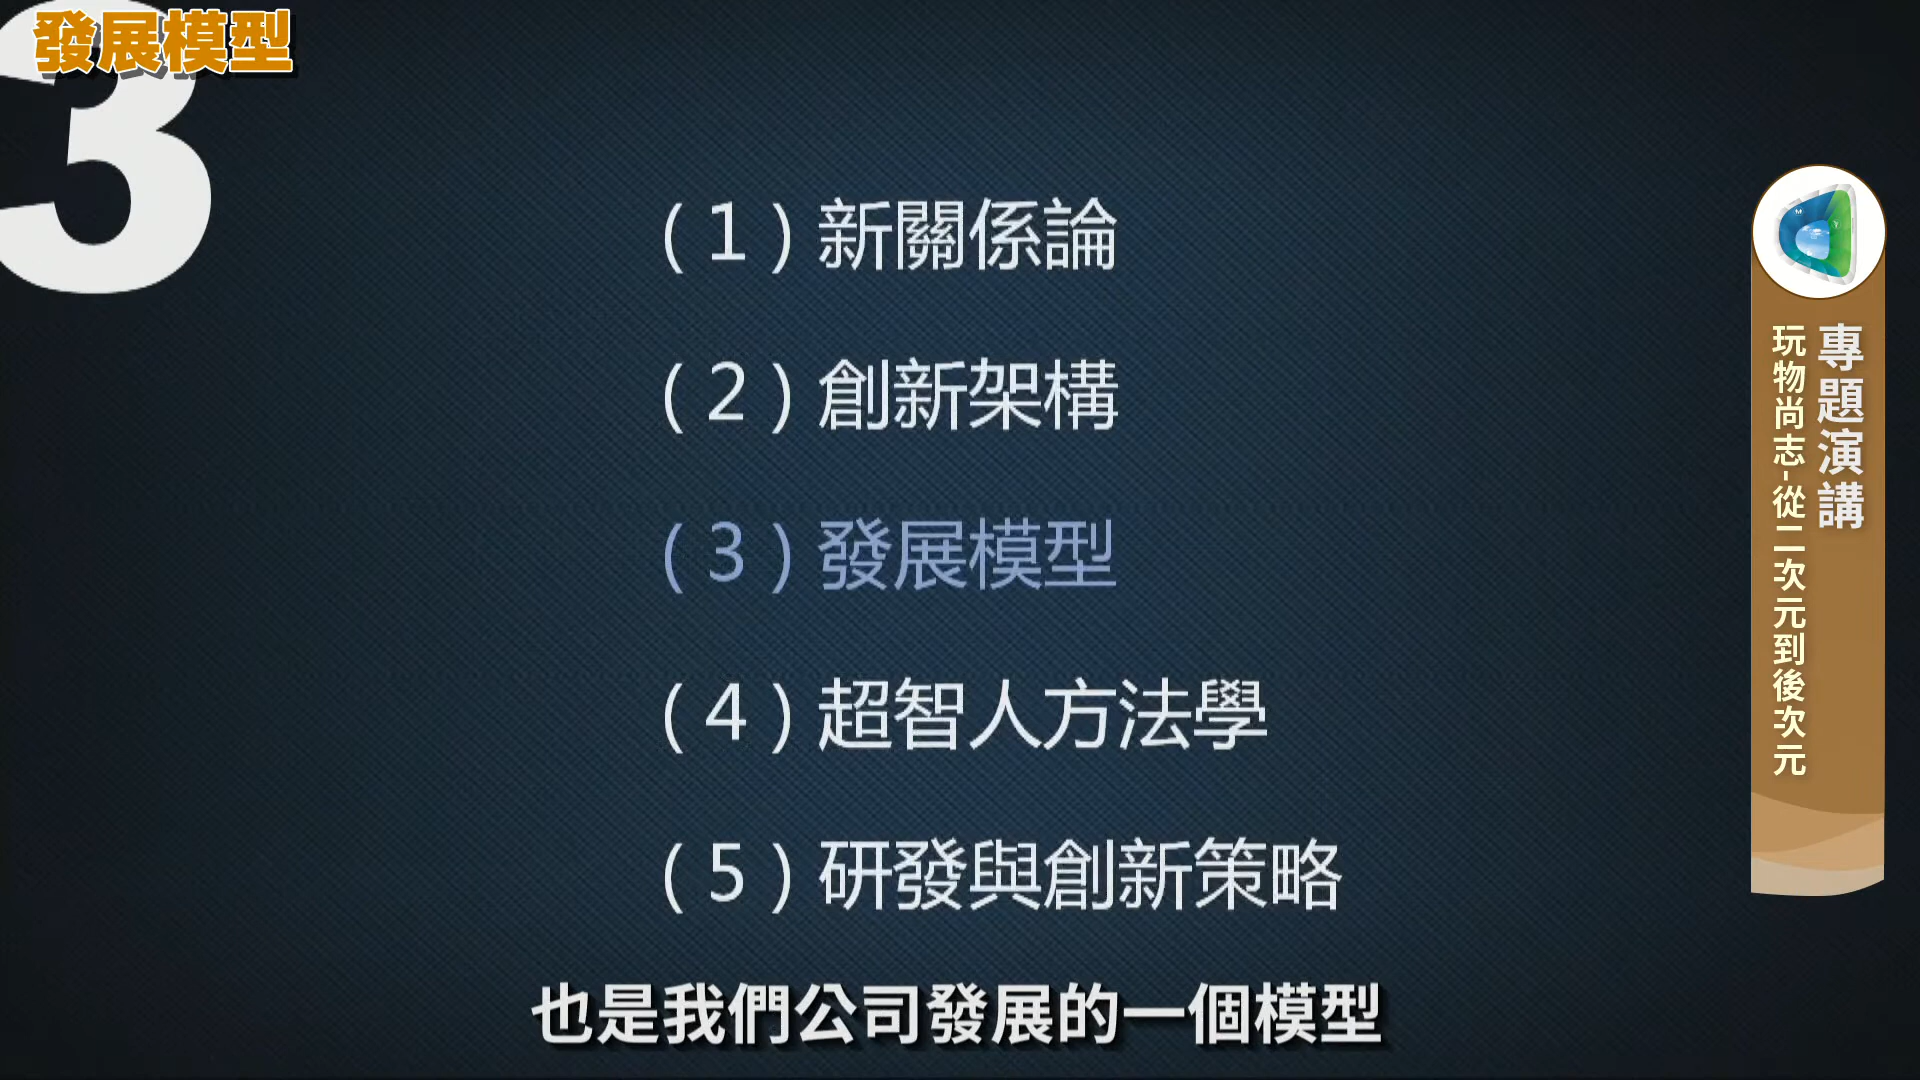 發展模型
3
(1)新關係論
(2)創新架構
(3)發展模型
(4)超智人方法學
(5)研發與創新策略
專題演講
玩物尚志-從二次元到後次元
也是我們公司發展的一個模型